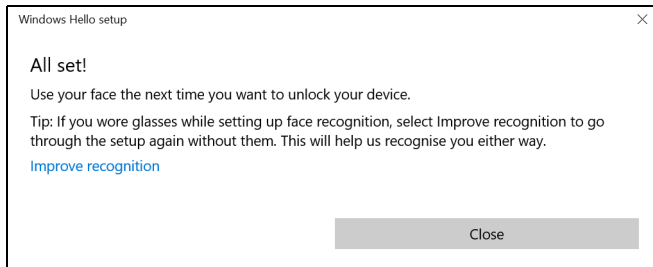 Windows Hello setup
All set!
Use your face the next time you want to unlock your device.
Tip: If you wore glasses while setting up face recognition, select Improve recognition to go
through the setup again without them. This will help us recognise you either way.
Improve recognition
Close